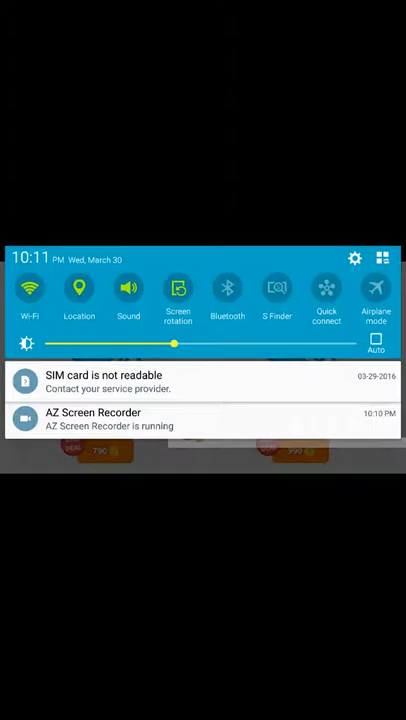 10:11 PM Wed, March 30
Wi-Fi
Location
Sound
Screen
rotation
Bluetooth
S Finder
Quick
connect
Airplane
mode
Auto
SIM card is not readable
03-29-2016
Contact your service provider.
AZ Screen Recorder
10:10 PM
AZ Screen Recorder is running
790
990